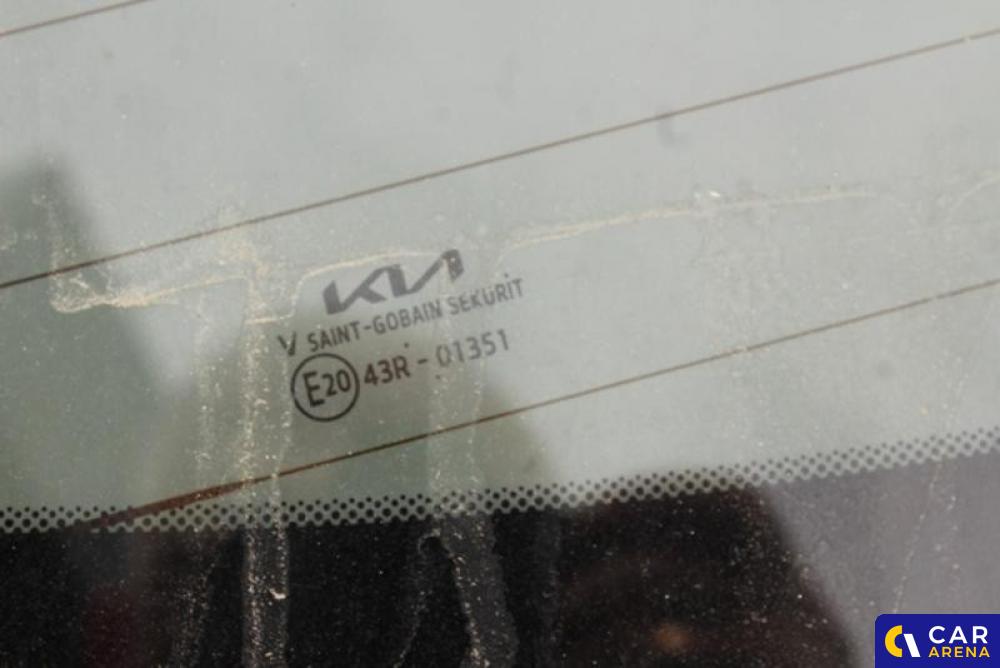 KIA
V SAINT-GOBAIN SEKURIT
E20 43R - 01351
CAR
ARENA